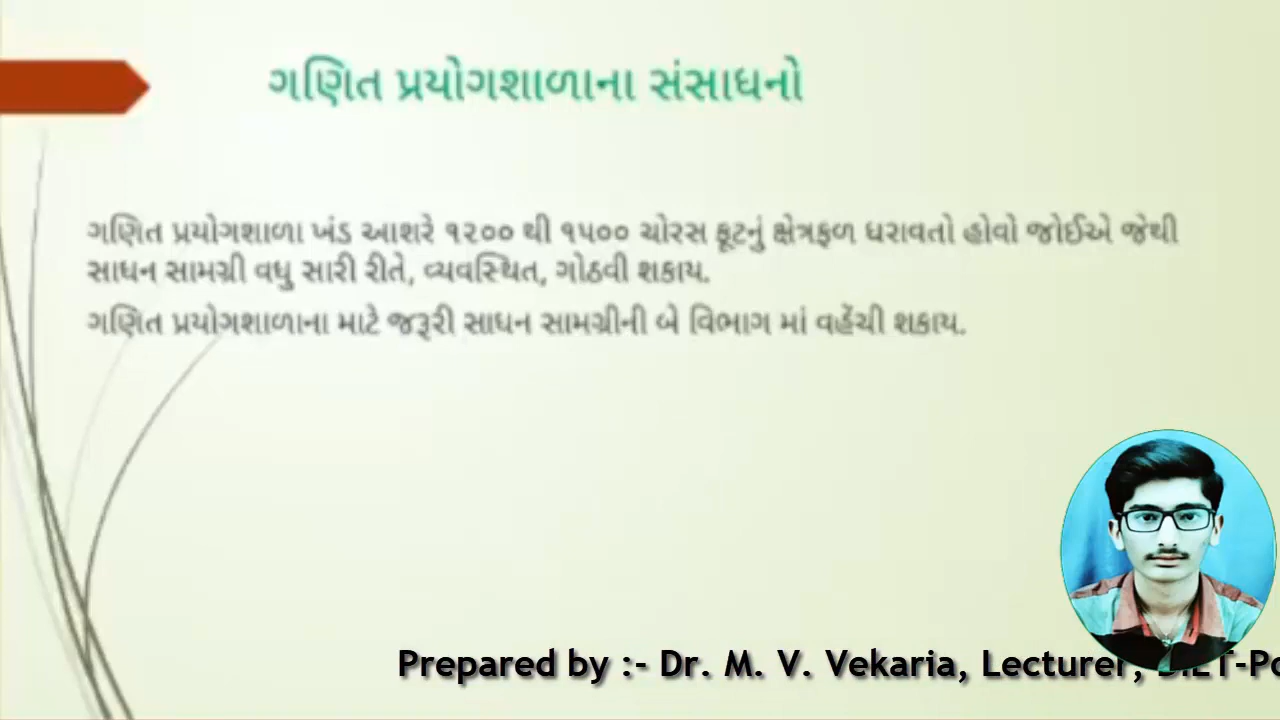 ગણિત પ્રયોગશાળાના સંસાધનો
ગણિત પ્રયોગશાળા ખંડ આશરે ૧૨૦૦ થી ૧૫૦૦ ચોરસ ફૂટનું ક્ષેત્રફળ ધરાવતો હોવો જોઈએ જેથી
સાધન સામગ્રી વધુ સારી રીતે, વ્યવસ્થિત, ગોઠવી શકાય.
ગણિત પ્રયોગશાળાના માટે જરૂરી સાધન સામગ્રીની બે વિભાગ માં વહેંચી શકાય.
Prepared by :- Dr. M. V. Vekaria, Lecturer,